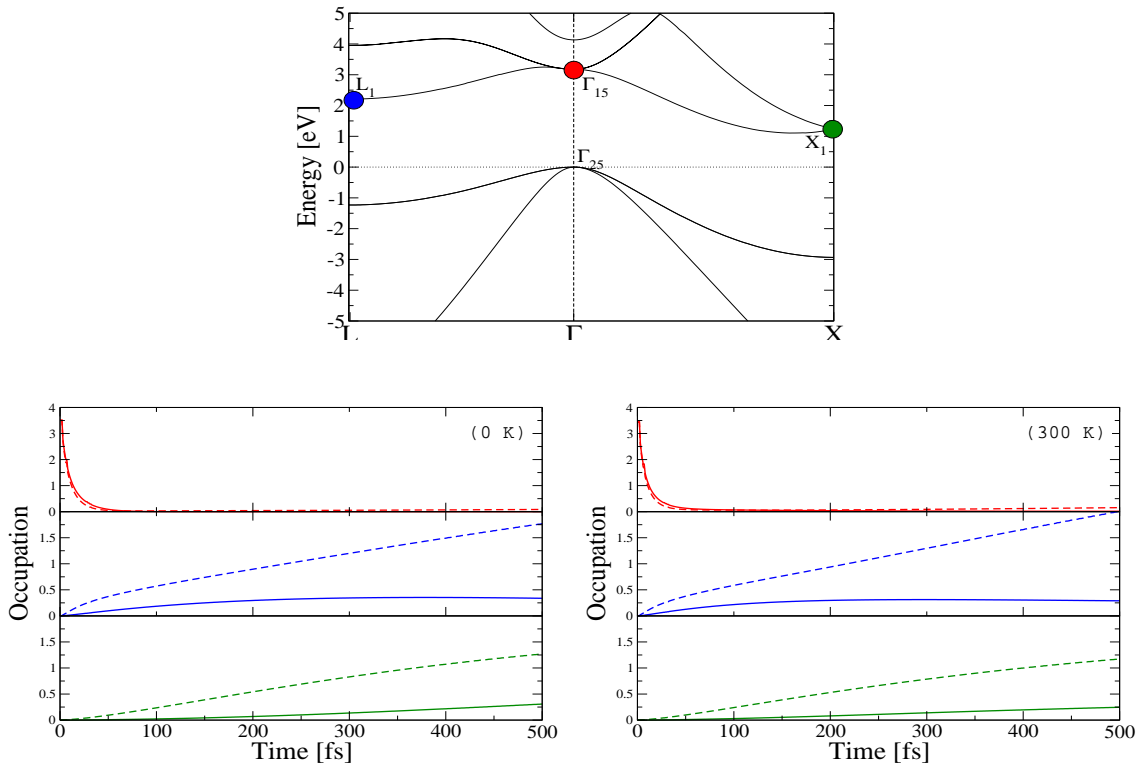 5
4
3
2
1
0
-1
-2
-3
-4
-5
Energy [eV]
L₁
Γ₁₅
X₁
Γ₂₅
L Γ X
(0 K)
4
3
2
1
0
1.5
1
0.5
0
1.5
1
0.5
0
Occupation
0 100 200 300 400 500
Time [fs]
(300 K)
4
3
2
1
0
1.5
1
0.5
0
1.5
1
0.5
0
Occupation
0 100 200 300 400 500
Time [fs]